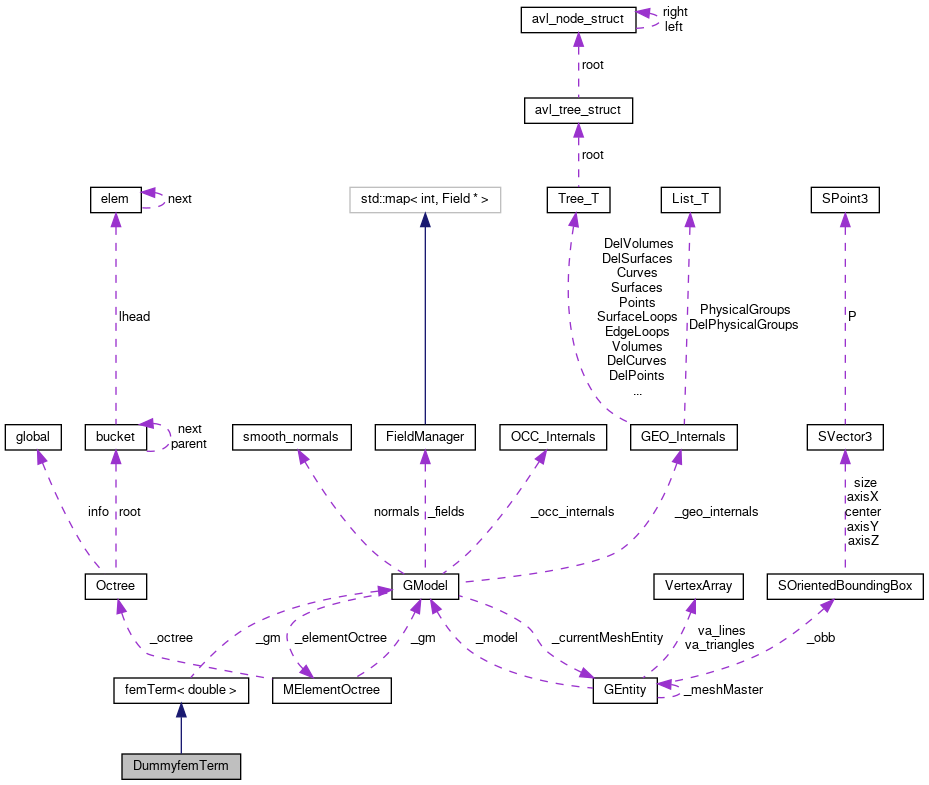 avl_node_struct
right
left
root
avl_tree_struct
root
elem
next
std::map< int, Field * >
Tree_T
List_T
SPoint3
DelVolumes
DelSurfaces
Curves
Surfaces
Points
SurfaceLoops
EdgeLoops
Volumes
DelCurves
DelPoints
...
lhead
PhysicalGroups
DelPhysicalGroups
P
global
bucket
next
parent
smooth_normals
FieldManager
OCC_Internals
GEO_Internals
SVector3
info
root
normals
_fields
_occ_internals
_geo_internals
size
axisX
center
axisY
axisZ
Octree
GModel
VertexArray
SOrientedBoundingBox
_octree
_gm
_elementOctree
_gm
_model
_currentMeshEntity
va_lines
va_triangles
_obb
femTerm< double >
MElementOctree
GEntity
_meshMaster
DummyfemTerm